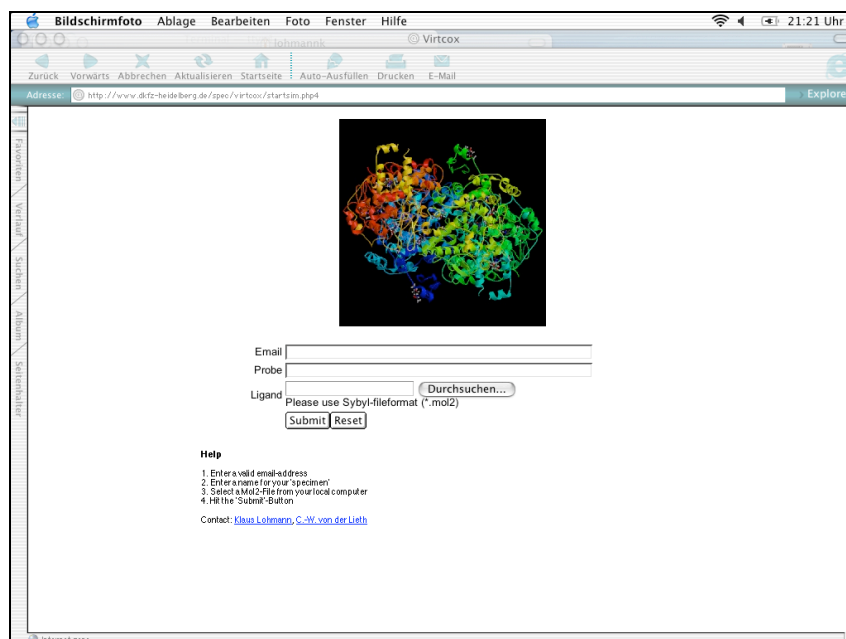 Bildschirmfoto Ablage Bearbeiten Foto Fenster Hilfe 21:21 Uhr
Virtcox
Zurück Vorwärts Abbrechen Aktualisieren Startseite Auto-Ausfüllen Drucken E-Mail
Adresse: http://www.dkfz-heidelberg.de/spec/virtcox/startsim.php4 Explore
Favoriten
Verlauf
Suchen
Album
Seitenhalter
Email
Probe
Ligand Durchsuchen...
Please use Sybyl-fileformat (*.mol2)
Submit Reset
Help
1. Enter a valid email-address
2. Enter a name for your 'specimen'
3. Select a Mol2-File from your local computer
4. Hit the 'Submit'-Button
Contact: Klaus Lohmann, C.-W. von der Lieth